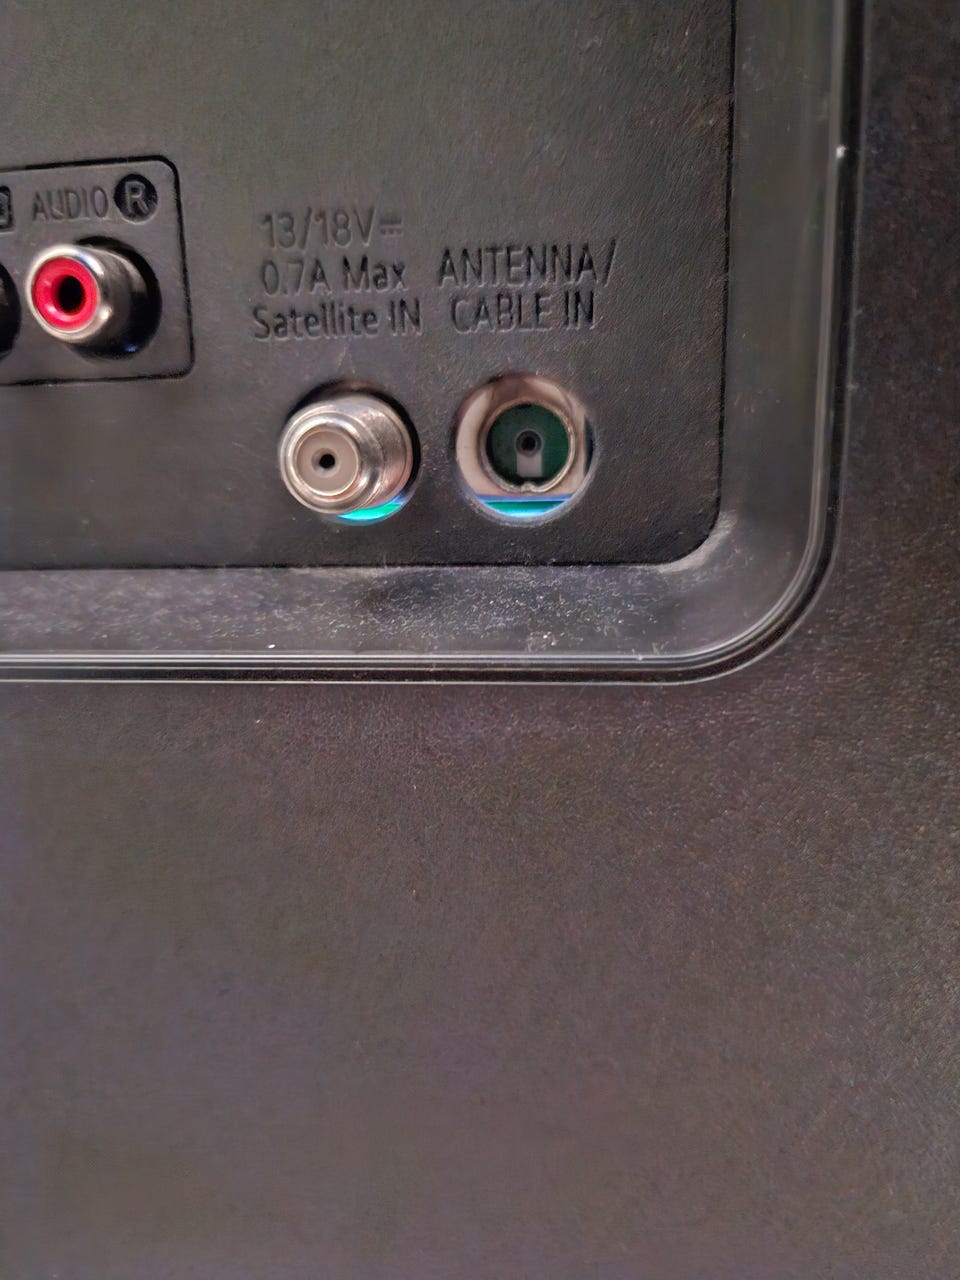 AUDIO R
13/18V⎓
0.7A Max
Satellite IN
ANTENNA/
CABLE IN